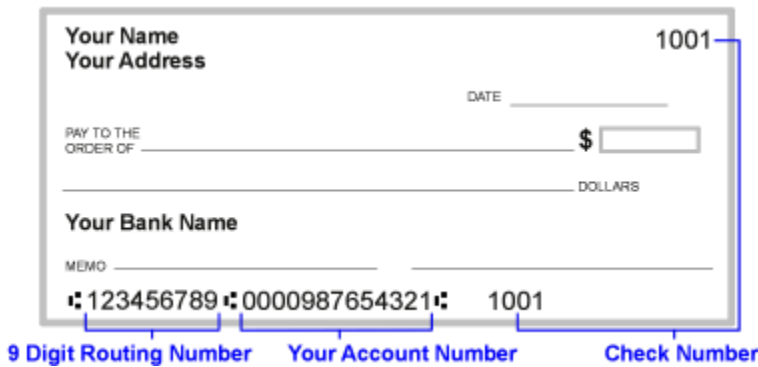 Your Name
1001
Your Address
DATE
PAY TO THE
ORDER OF
$
DOLLARS
Your Bank Name
MEMO
⑆123456789⑆0000987654321⑆ 1001
9 Digit Routing Number Your Account Number Check Number